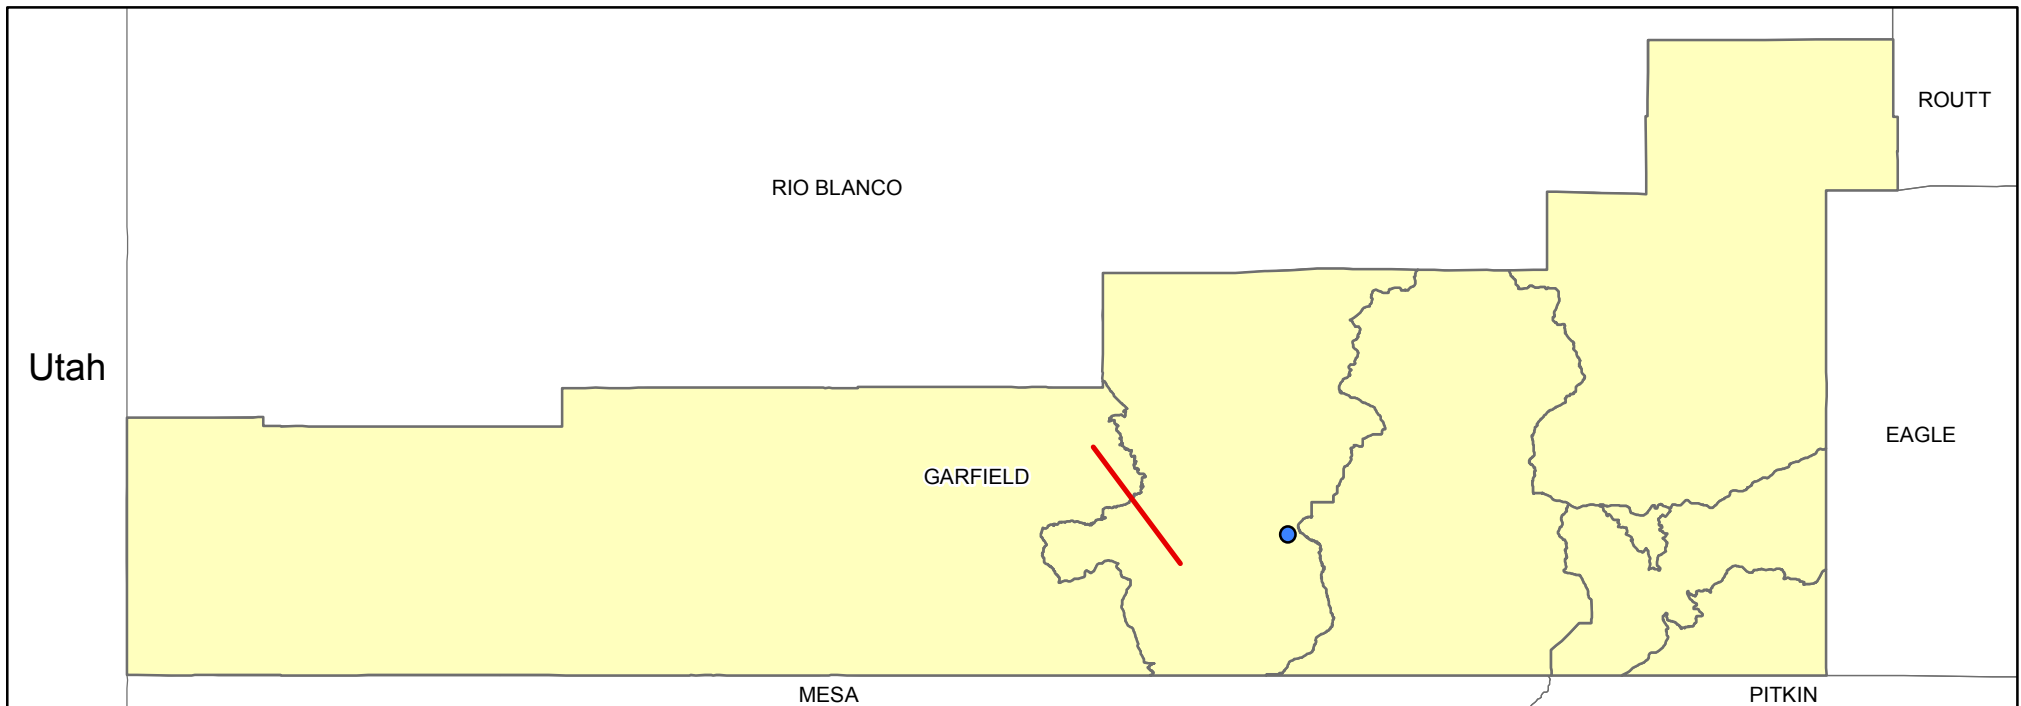 ROUTT
RIO BLANCO
Utah
EAGLE
GARFIELD
MESA
PITKIN